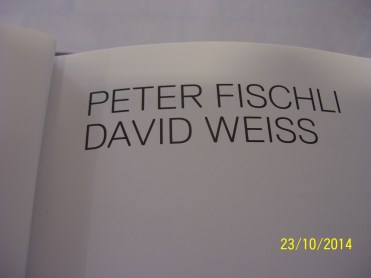 PETER FISCHLI
DAVID WEISS
23/10/2014